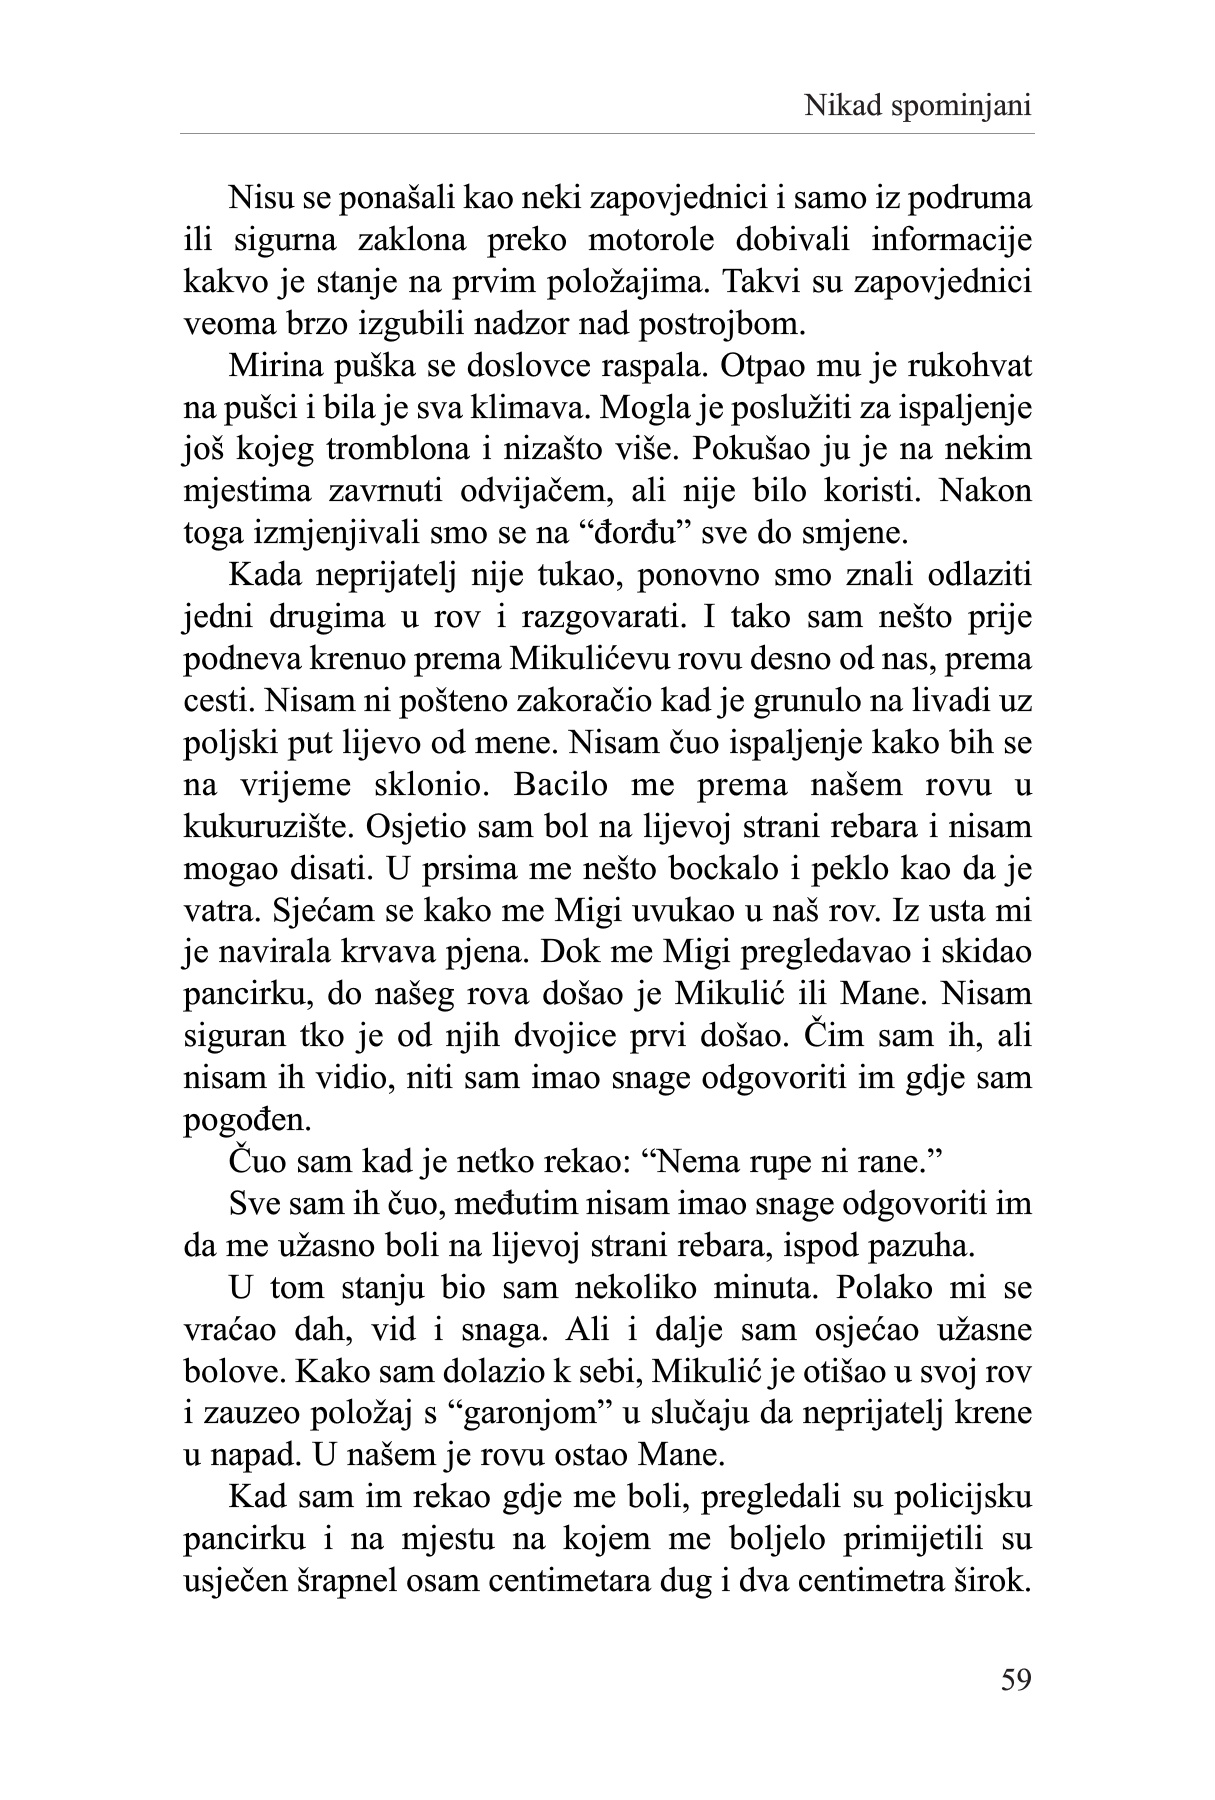 Nikad spominjani
Nisu se ponašali kao neki zapovjednici i samo iz podruma
ili sigurna zaklona preko motorole dobivali informacije
kakvo je stanje na prvim položajima. Takvi su zapovjednici
veoma brzo izgubili nadzor nad postrojbom.
Mirina puška se doslovce raspala. Otpao mu je rukohvat
na pušci i bila je sva klimava. Mogla je poslužiti za ispaljenje
još kojeg tromblona i nizašto više. Pokušao ju je na nekim
mjestima zavrnuti odvijačem, ali nije bilo koristi. Nakon
toga izmjenjivali smo se na “đorđu” sve do smjene.
Kada neprijatelj nije tukao, ponovno smo znali odlaziti
jedni drugima u rov i razgovarati. I tako sam nešto prije
podneva krenuo prema Mikulićevu rovu desno od nas, prema
cesti. Nisam ni pošteno zakoračio kad je grunulo na livadi uz
poljski put lijevo od mene. Nisam čuo ispaljenje kako bih se
na vrijeme sklonio. Bacilo me prema našem rovu u
kukuruzište. Osjetio sam bol na lijevoj strani rebara i nisam
mogao disati. U prsima me nešto bockalo i peklo kao da je
vatra. Sjećam se kako me Migi uvukao u naš rov. Iz usta mi
je navirala krvava pjena. Dok me Migi pregledavao i skidao
pancirku, do našeg rova došao je Mikulić ili Mane. Nisam
siguran tko je od njih dvojice prvi došao. Čim sam ih, ali
nisam ih vidio, niti sam imao snage odgovoriti im gdje sam
pogođen.
Čuo sam kad je netko rekao: “Nema rupe ni rane.”
Sve sam ih čuo, međutim nisam imao snage odgovoriti im
da me užasno boli na lijevoj strani rebara, ispod pazuha.
U tom stanju bio sam nekoliko minuta. Polako mi se
vraćao dah, vid i snaga. Ali i dalje sam osjećao užasne
bolove. Kako sam dolazio k sebi, Mikulić je otišao u svoj rov
i zauzeo položaj s “garonjom” u slučaju da neprijatelj krene
u napad. U našem je rovu ostao Mane.
Kad sam im rekao gdje me boli, pregledali su policijsku
pancirku i na mjestu na kojem me boljelo primijetili su
usječen šrapnel osam centimetara dug i dva centimetra širok.
59